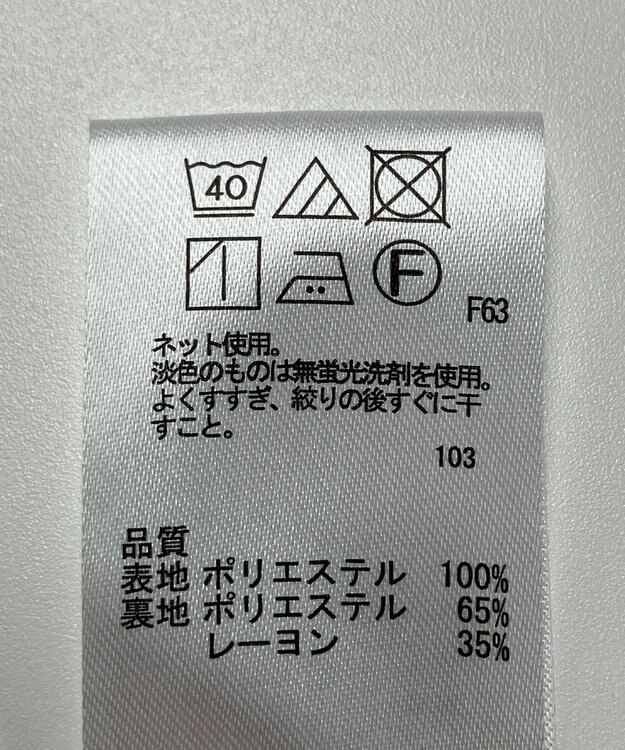 40
F
F63
ネット使用。
淡色のものは無蛍光洗剤を使用。
よくすすぎ、絞りの後すぐに干
すこと。
103
品質
表地 ポリエステル 100%
裏地 ポリエステル 65%
レーヨン 35%